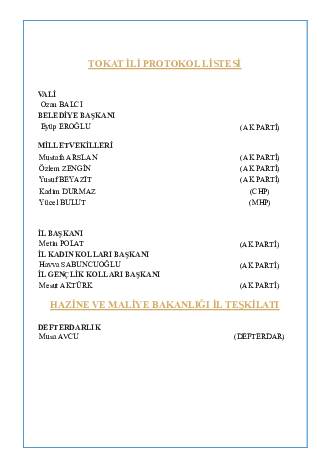 TOKAT İLİ PROTOKOL LİSTESİ
VALİ
Ozan BALCI
BELEDİYE BAŞKANI
Eyüp EROĞLU (AK PARTİ)
MİLLETVEKİLLERİ
Mustafa ARSLAN (AK PARTİ)
Özlem ZENGİN (AK PARTİ)
Yusuf BEYAZIT (AK PARTİ)
Kadim DURMAZ (CHP)
Yücel BULUT (MHP)
İL BAŞKANI
Metin POLAT (AK PARTİ)
İL KADIN KOLLARI BAŞKANI
Havva SABUNCUOĞLU (AK PARTİ)
İL GENÇLİK KOLLARI BAŞKANI
Mesut AKTÜRK (AK PARTİ)
HAZİNE VE MALİYE BAKANLIĞI İL TEŞKİLATI
DEFTERDARLIK
Musa AVCU (DEFTERDAR)